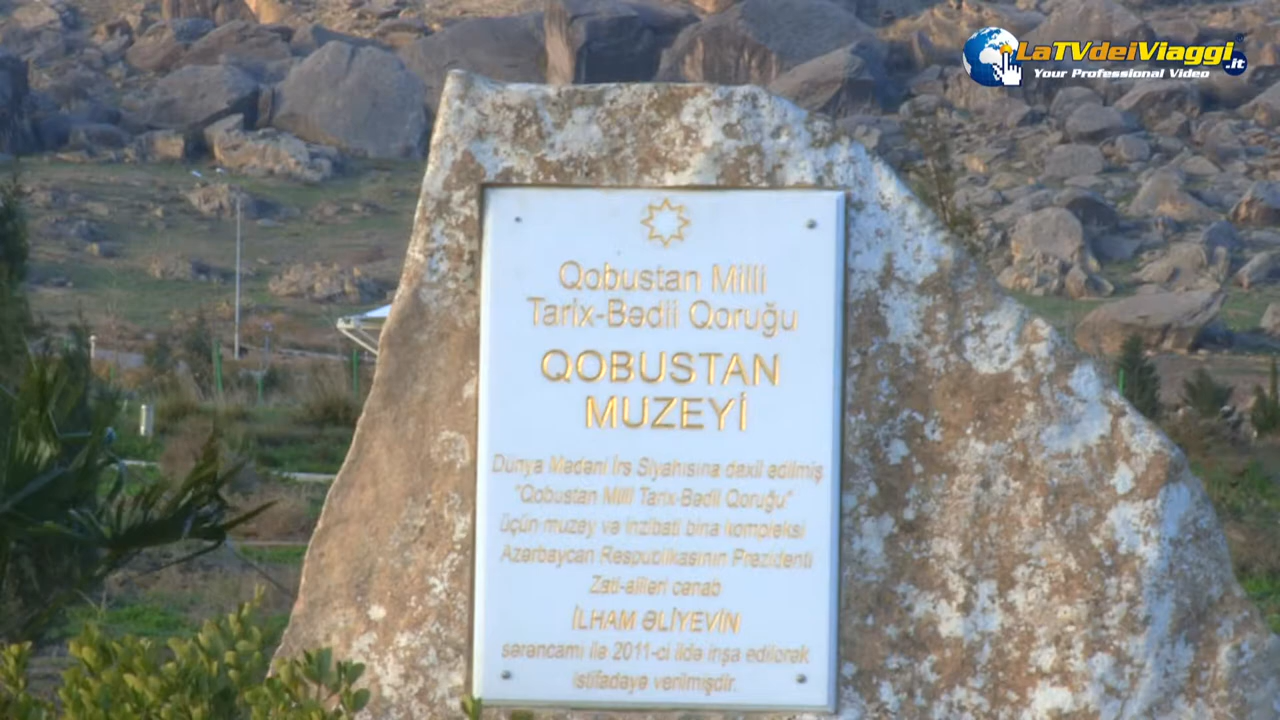 LaTVdeiViaggi.it
Your Professional Video
Qobustan Milli
Tarix-Bədii Qoruğu
QOBUSTAN
MUZEYİ
Dünya Mədəni İrs Siyahısına daxil edilmiş
"Qobustan Milli Tarix-Bədii Qoruğu"
üçün muzey və inzibati bina kompleksi
Azərbaycan Respublikasının Prezidenti
Zati-aliləri cənab
İLHAM ƏLİYEVİN
sərəncamı ilə 2011-ci ildə inşa edilərək
istifadəyə verilmişdir.